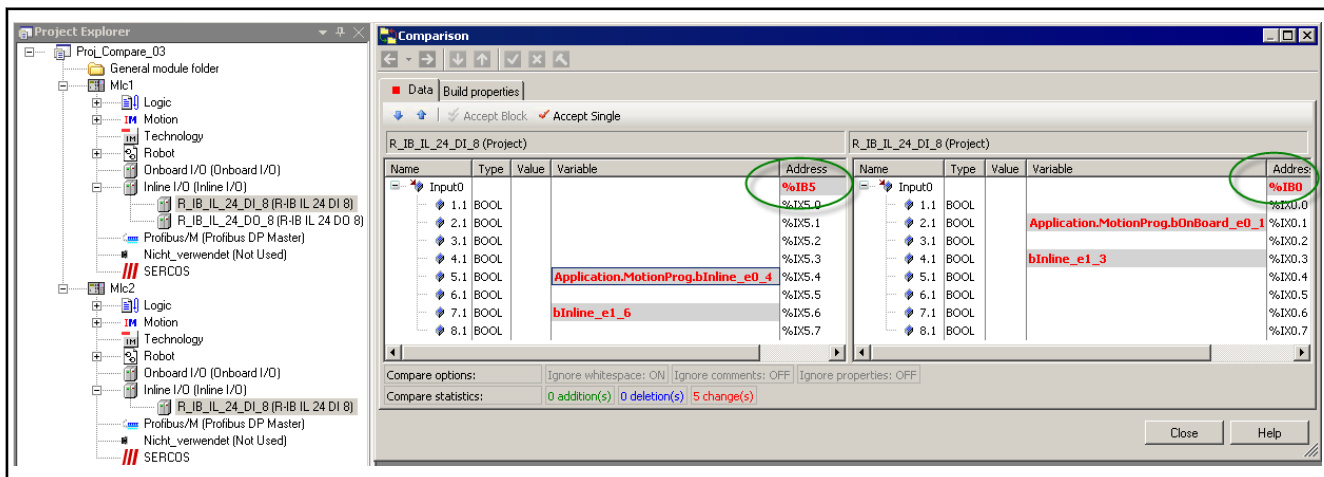 Project Explorer
Proj_Compare_03
General module folder
Mlc1
Logic
IM Motion
IM Technology
Robot
Onboard I/O (Onboard I/O)
Inline I/O (Inline I/O)
R_IB_IL_24_DI_8 (R-IB IL 24 DI 8)
R_IB_IL_24_DO_8 (R-IB IL 24 DO 8)
Profibus/M (Profibus DP Master)
Nicht_verwendet (Not Used)
SERCOS
Mlc2
Logic
IM Motion
IM Technology
Robot
Onboard I/O (Onboard I/O)
Inline I/O (Inline I/O)
R_IB_IL_24_DI_8 (R-IB IL 24 DI 8)
Profibus/M (Profibus DP Master)
Nicht_verwendet (Not Used)
SERCOS
Comparison
Data Build properties
Accept Block Accept Single
R_IB_IL_24_DI_8 (Project) R_IB_IL_24_DI_8 (Project)
Name Type Value Variable Address Name Type Value Variable Addres
Input0 %IB5 Input0 %IB0
1.1 BOOL %IX5.0 1.1 BOOL %IX0.0
2.1 BOOL %IX5.1 2.1 BOOL Application.MotionProg.bOnBoard_e0_1 %IX0.1
3.1 BOOL %IX5.2 3.1 BOOL %IX0.2
4.1 BOOL %IX5.3 4.1 BOOL bInline_e1_3 %IX0.3
5.1 BOOL Application.MotionProg.bInline_e0_4 %IX5.4 5.1 BOOL %IX0.4
6.1 BOOL %IX5.5 6.1 BOOL %IX0.5
7.1 BOOL bInline_e1_6 %IX5.6 7.1 BOOL %IX0.6
8.1 BOOL %IX5.7 8.1 BOOL %IX0.7
Compare options: Ignore whitespace: ON Ignore comments: OFF Ignore properties: OFF
Compare statistics: 0 addition(s) 0 deletion(s) 5 change(s)
Close Help